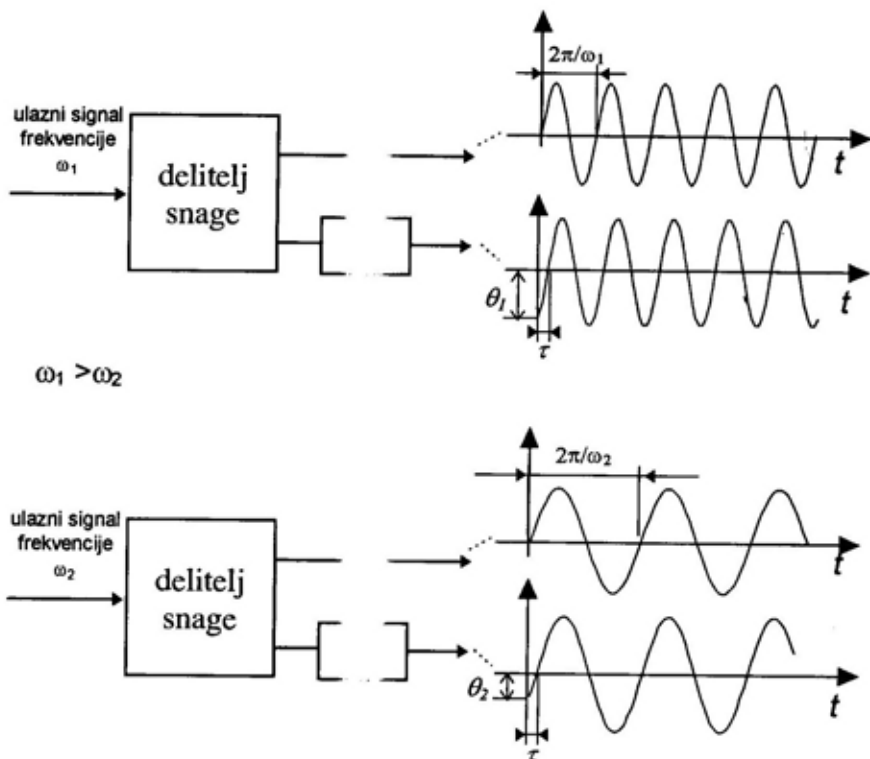 2π/ω₁
ulazni signal
frekvencije
ω₁
delitelj
snage
t
θ₁
t
τ
ω₁ >ω₂
2π/ω₂
ulazni signal
frekvencije
ω₂
delitelj
snage
t
θ₂
t
τ